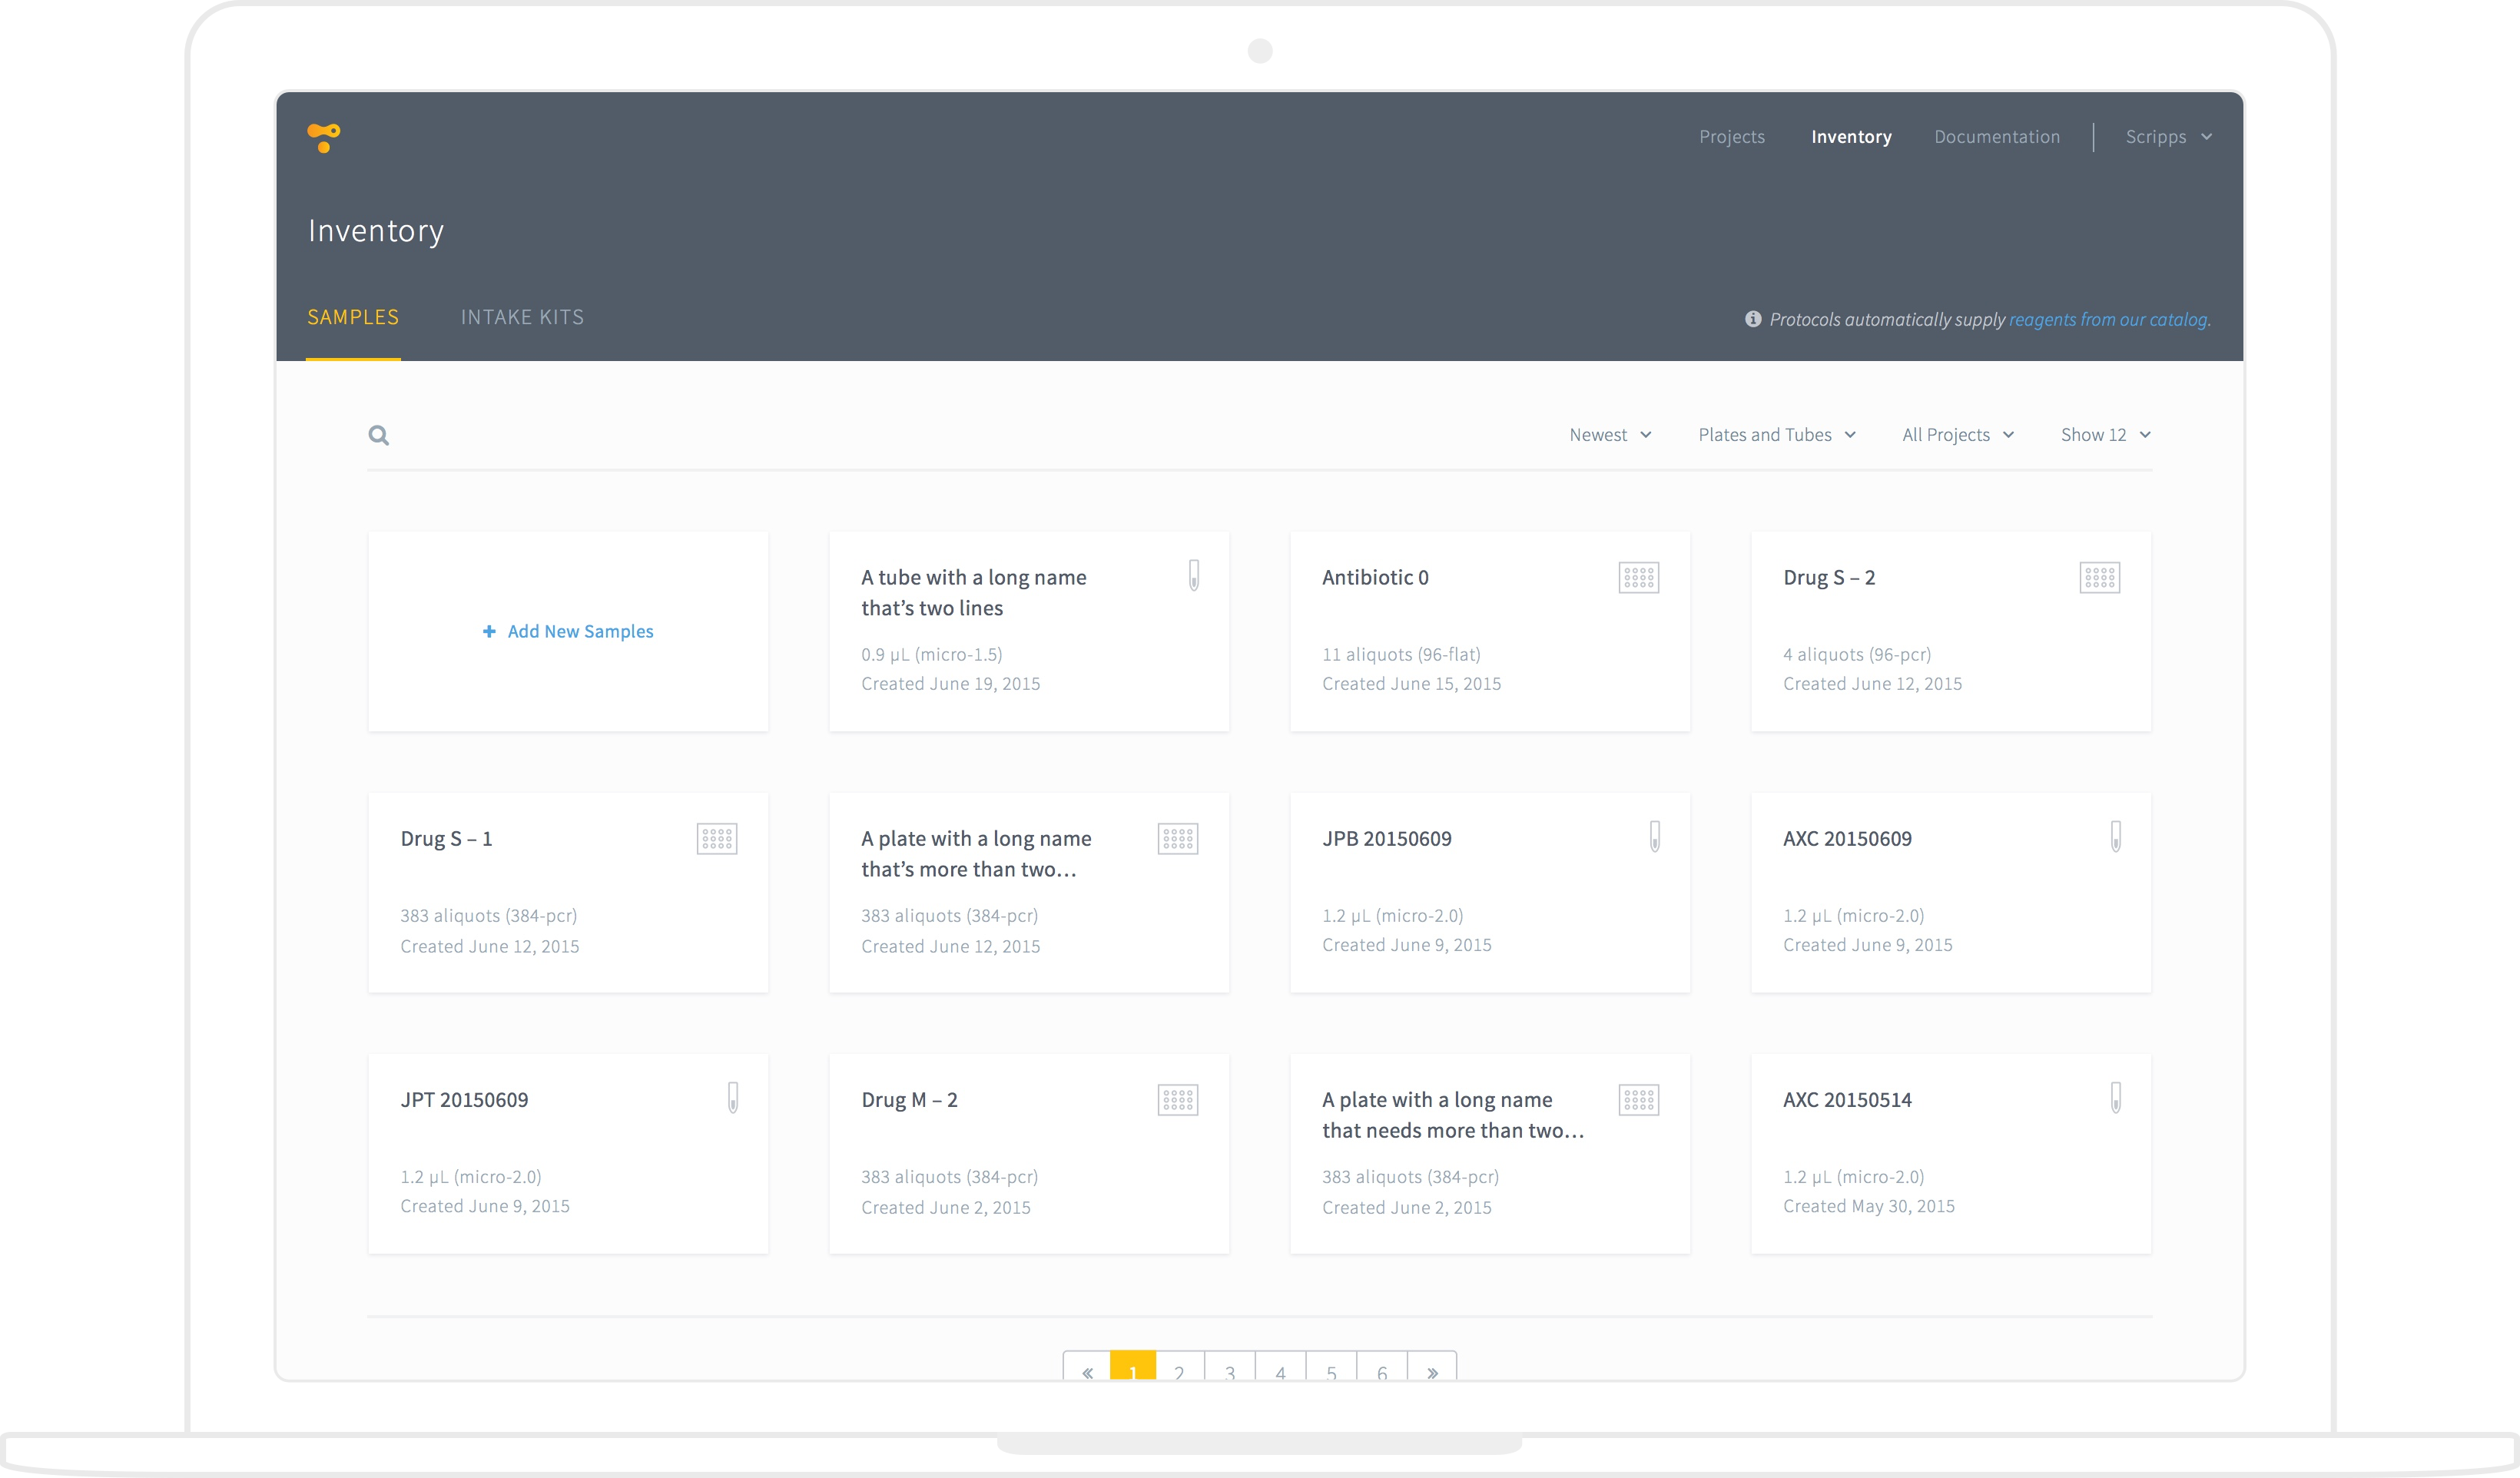 Projects Inventory Documentation Scripps
Inventory
SAMPLES INTAKE KITS
Protocols automatically supply reagents from our catalog.
Newest Plates and Tubes All Projects Show 12
+ Add New Samples
A tube with a long name
that’s two lines
0.9 µL (micro-1.5)
Created June 19, 2015
Antibiotic 0
11 aliquots (96-flat)
Created June 15, 2015
Drug S – 2
4 aliquots (96-pcr)
Created June 12, 2015
Drug S – 1
383 aliquots (384-pcr)
Created June 12, 2015
A plate with a long name
that’s more than two…
383 aliquots (384-pcr)
Created June 12, 2015
JPB 20150609
1.2 µL (micro-2.0)
Created June 9, 2015
AXC 20150609
1.2 µL (micro-2.0)
Created June 9, 2015
JPT 20150609
1.2 µL (micro-2.0)
Created June 9, 2015
Drug M – 2
383 aliquots (384-pcr)
Created June 2, 2015
A plate with a long name
that needs more than two…
383 aliquots (384-pcr)
Created June 2, 2015
AXC 20150514
1.2 µL (micro-2.0)
Created May 30, 2015
« 1 2 3 4 5 6 »